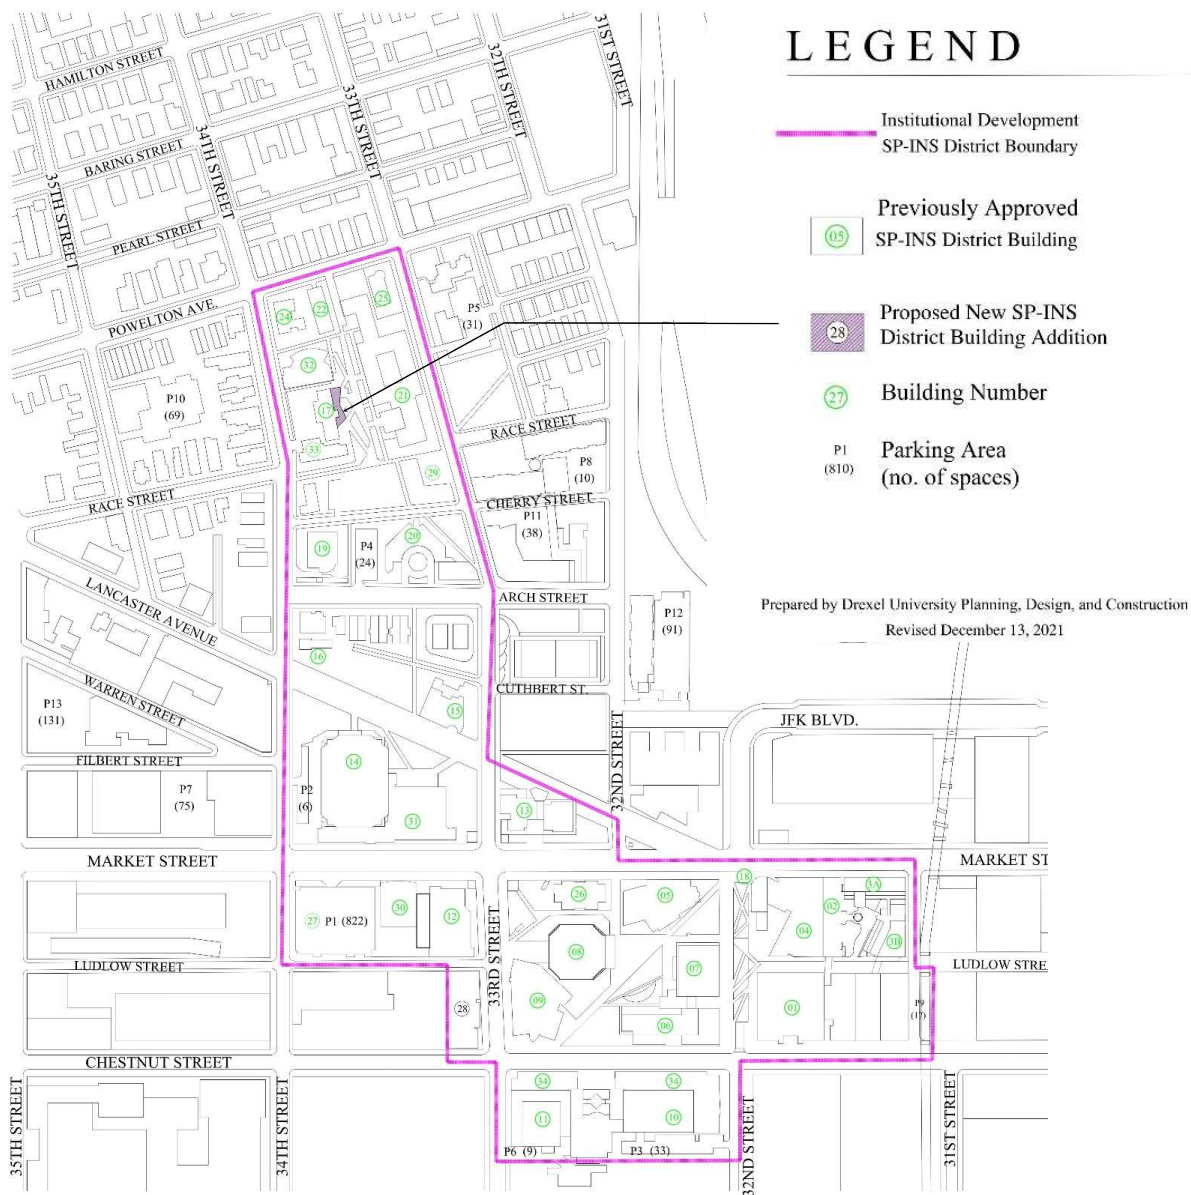 LEGEND
Institutional Development
SP-INS District Boundary
Previously Approved
05
SP-INS District Building
Proposed New SP-INS
28
District Building Addition
27
Building Number
P1
(810)
Parking Area
(no. of spaces)
Prepared by Drexel University Planning, Design, and Construction
Revised December 13, 2021
31ST STREET
32TH STREET
HAMILTON STREET
33TH STREET
34TH STREET
BARING STREET
35TH STREET
PEARL STREET
POWELTON AVE.
24
22
25
P5
(31)
32
P10
(69)
17
21
RACE STREET
33
29
P8
(10)
RACE STREET
CHERRY STREET
P11
(38)
19
P4
(24)
20
LANCASTER AVENUE
ARCH STREET
P12
(91)
16
WARREN STREET
CUTHBERT ST.
P13
(131)
15
32ND STREET
JFK BLVD.
FILBERT STREET
14
P7
(75)
P2
(6)
31
13
MARKET STREET
MARKET ST
18
3A
27
P1 (822)
30
12
26
05
02
04
3B
33RD STREET
08
07
LUDLOW STREET
LUDLOW STRE
28
09
06
01
P9
(17)
CHESTNUT STREET
35TH STREET
34TH STREET
34
34
11
10
P6 (9)
P3 (33)
32ND STREET
31ST STREET